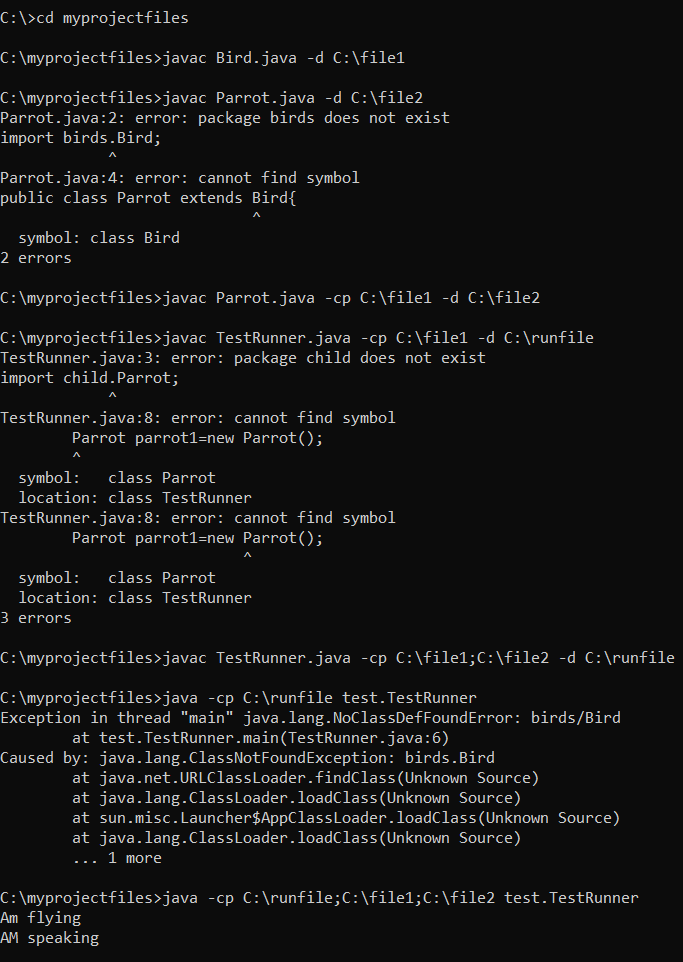 C:\>cd myprojectfiles
C:\myprojectfiles>javac Bird.java -d C:\file1
C:\myprojectfiles>javac Parrot.java -d C:\file2
Parrot.java:2: error: package birds does not exist
import birds.Bird;
^
Parrot.java:4: error: cannot find symbol
public class Parrot extends Bird{
^
symbol: class Bird
2 errors
C:\myprojectfiles>javac Parrot.java -cp C:\file1 -d C:\file2
C:\myprojectfiles>javac TestRunner.java -cp C:\file1 -d C:\runfile
TestRunner.java:3: error: package child does not exist
import child.Parrot;
^
TestRunner.java:8: error: cannot find symbol
Parrot parrot1=new Parrot();
^
symbol:   class Parrot
location: class TestRunner
TestRunner.java:8: error: cannot find symbol
Parrot parrot1=new Parrot();
^
symbol:   class Parrot
location: class TestRunner
3 errors
C:\myprojectfiles>javac TestRunner.java -cp C:\file1;C:\file2 -d C:\runfile
C:\myprojectfiles>java -cp C:\runfile test.TestRunner
Exception in thread "main" java.lang.NoClassDefFoundError: birds/Bird
at test.TestRunner.main(TestRunner.java:6)
Caused by: java.lang.ClassNotFoundException: birds.Bird
at java.net.URLClassLoader.findClass(Unknown Source)
at java.lang.ClassLoader.loadClass(Unknown Source)
at sun.misc.Launcher$AppClassLoader.loadClass(Unknown Source)
at java.lang.ClassLoader.loadClass(Unknown Source)
... 1 more
C:\myprojectfiles>java -cp C:\runfile;C:\file1;C:\file2 test.TestRunner
Am flying
AM speaking